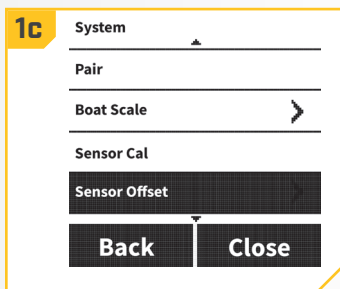 1c
System
Pair
Boat Scale
Sensor Cal
Sensor Offset
Back Close